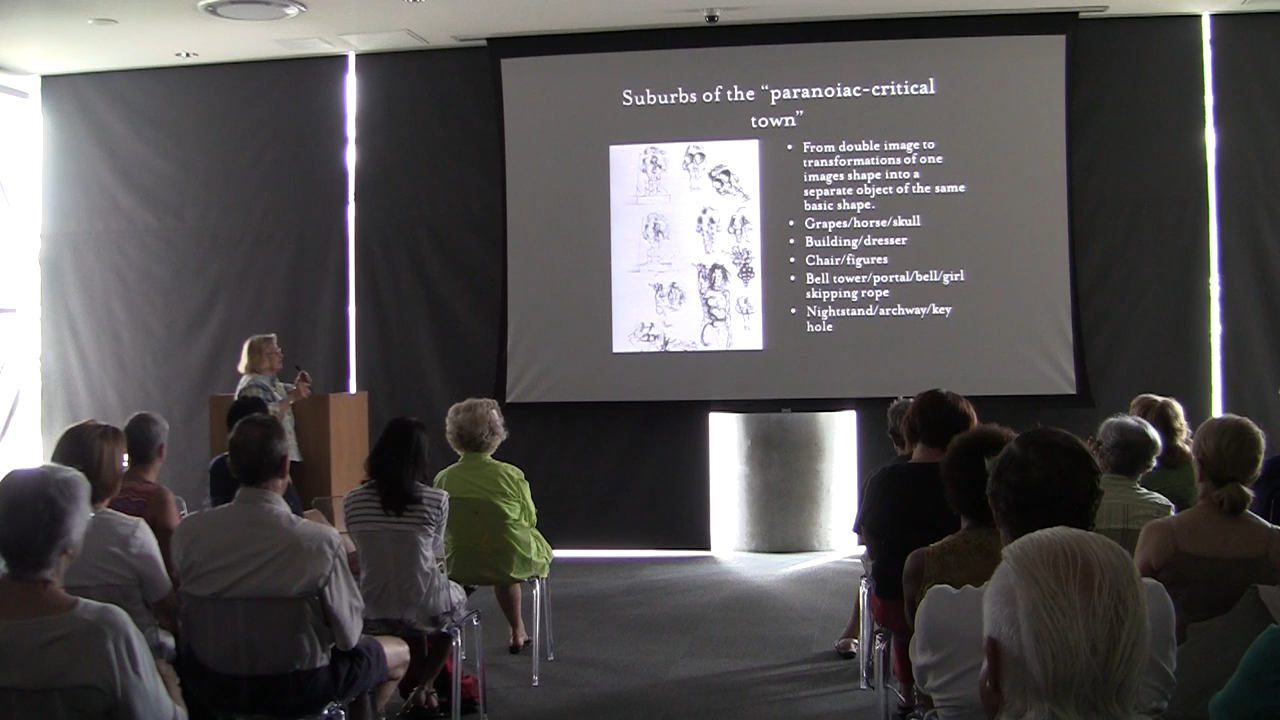 Suburbs of the “paranoiac-critical
town”
• From double image to
transformations of one
images shape into a
separate object of the same
basic shape.
• Grapes/horse/skull
• Building/dresser
• Chair/figures
• Bell tower/portal/bell/girl
skipping rope
• Nightstand/archway/key
hole